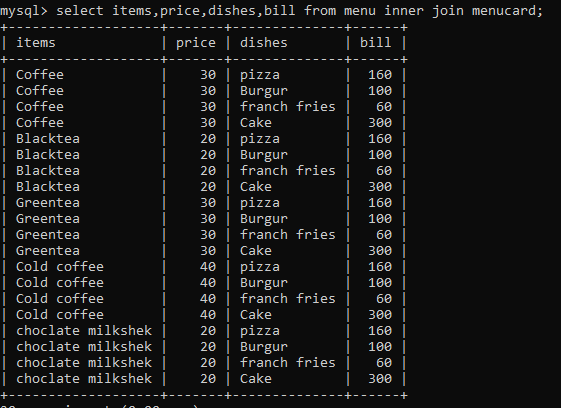 mysql> select items,price,dishes,bill from menu inner join menucard;
+------------------+-------+--------------+------+
| items            | price | dishes       | bill |
+------------------+-------+--------------+------+
| Coffee           |    30 | pizza        |  160 |
| Coffee           |    30 | Burgur       |  100 |
| Coffee           |    30 | franch fries |   60 |
| Coffee           |    30 | Cake         |  300 |
| Blacktea         |    20 | pizza        |  160 |
| Blacktea         |    20 | Burgur       |  100 |
| Blacktea         |    20 | franch fries |   60 |
| Blacktea         |    20 | Cake         |  300 |
| Greentea         |    30 | pizza        |  160 |
| Greentea         |    30 | Burgur       |  100 |
| Greentea         |    30 | franch fries |   60 |
| Greentea         |    30 | Cake         |  300 |
| Cold coffee      |    40 | pizza        |  160 |
| Cold coffee      |    40 | Burgur       |  100 |
| Cold coffee      |    40 | franch fries |   60 |
| Cold coffee      |    40 | Cake         |  300 |
| choclate milkshek |    20 | pizza        |  160 |
| choclate milkshek |    20 | Burgur       |  100 |
| choclate milkshek |    20 | franch fries |   60 |
| choclate milkshek |    20 | Cake         |  300 |
+------------------+-------+--------------+------+